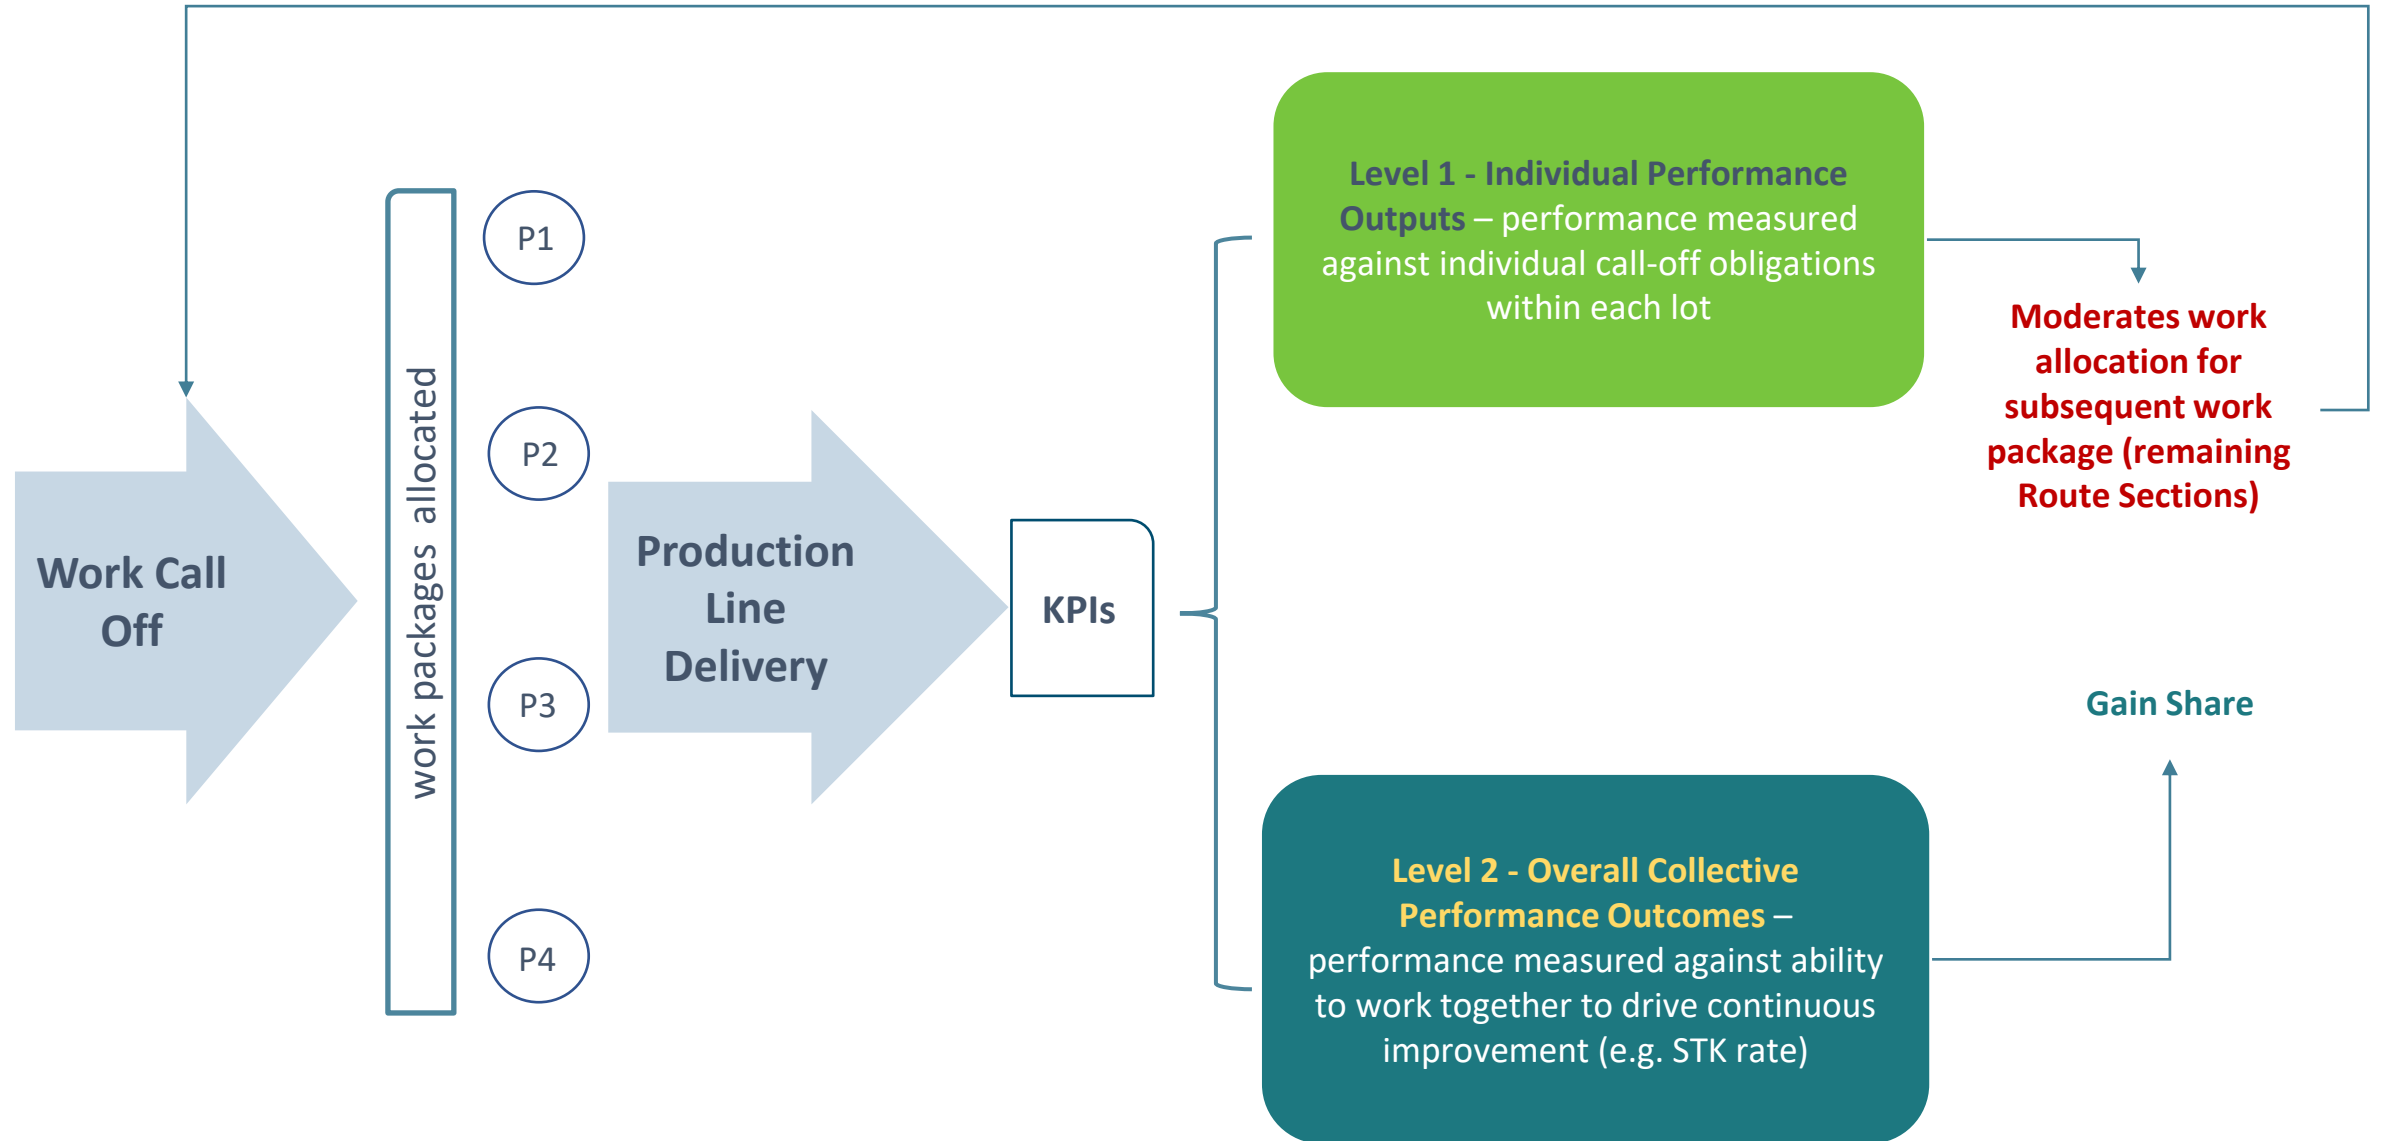 Work Call
Off
work packages allocated
P1
P2
P3
P4
Production
Line
Delivery
KPIs
Level 1 - Individual Performance
Outputs – performance measured
against individual call-off obligations
within each lot
Moderates work
allocation for
subsequent work
package (remaining
Route Sections)
Gain Share
Level 2 - Overall Collective
Performance Outcomes –
performance measured against ability
to work together to drive continuous
improvement (e.g. STK rate)